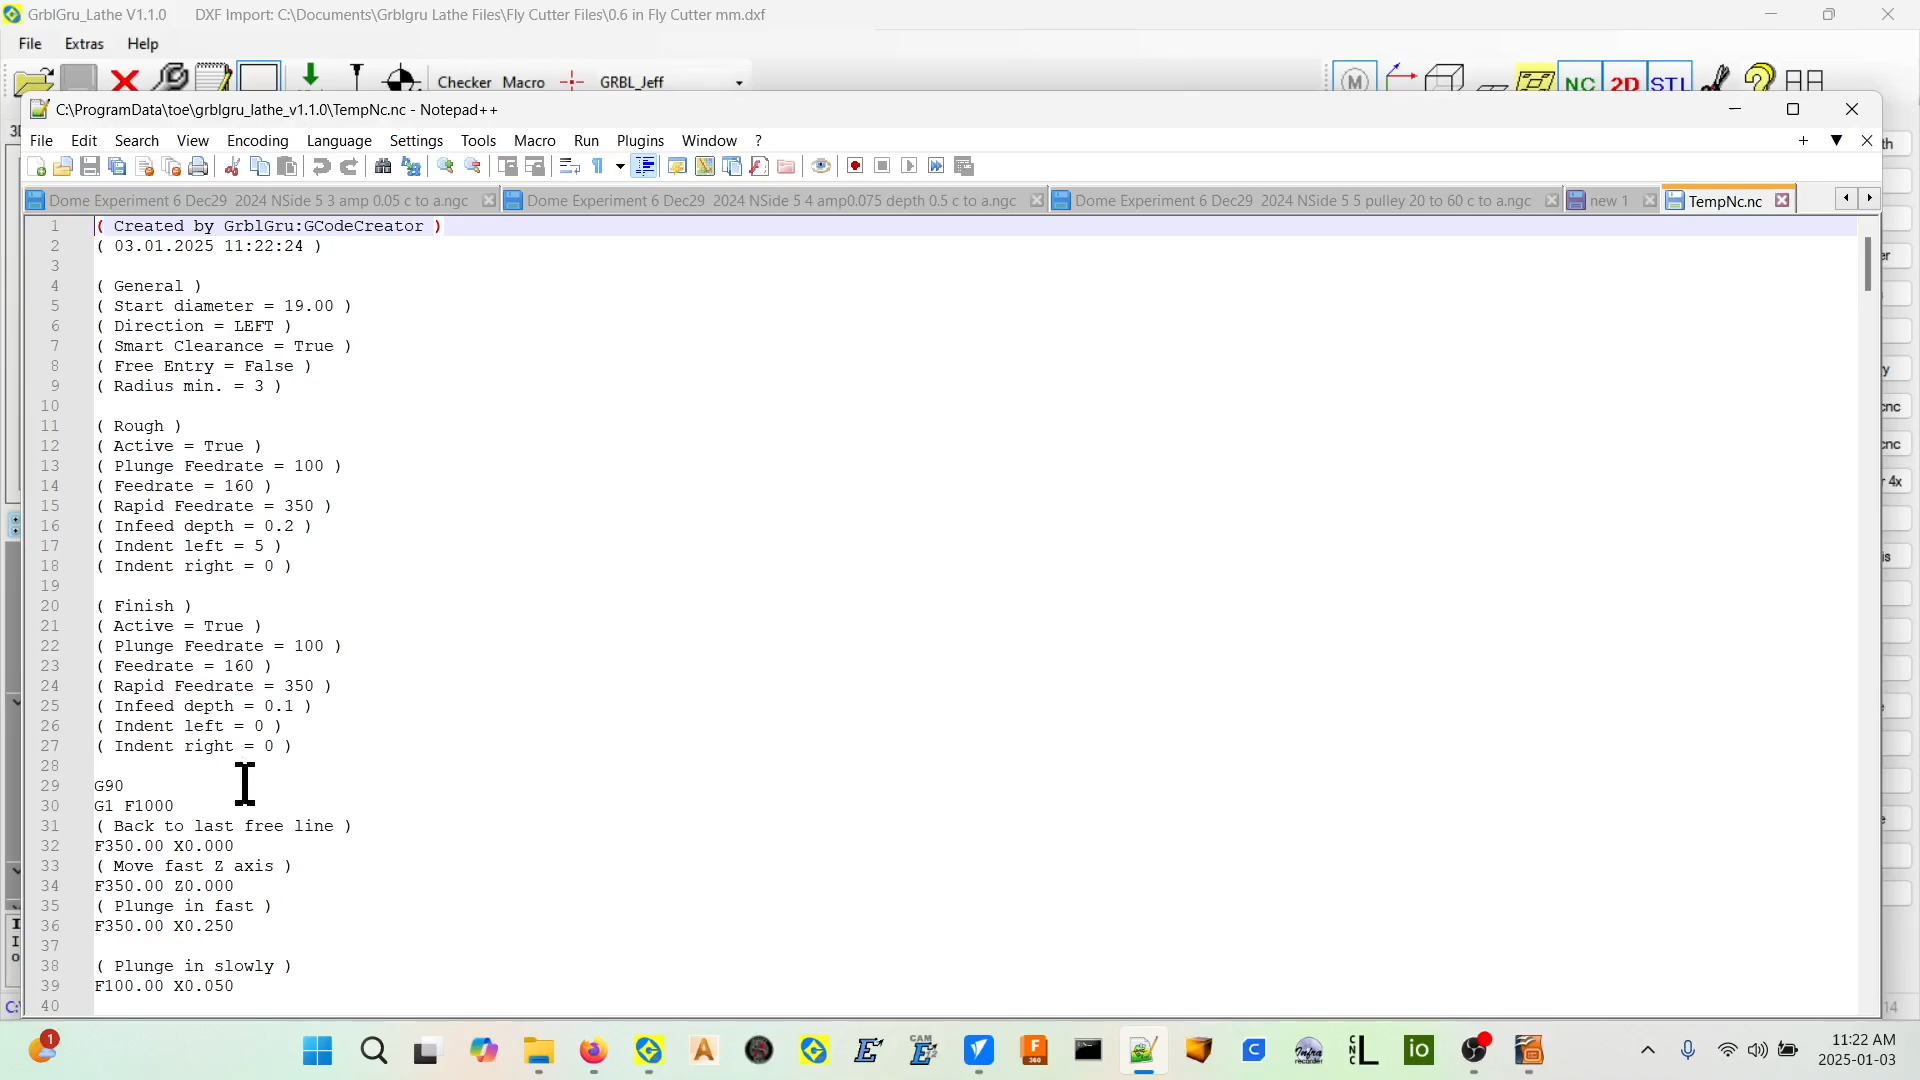 GrblGru_Lathe V1.1.0 DXF Import: C:\Documents\Grblgru Lathe Files\Fly Cutter Files\0.6 in Fly Cutter mm.dxf
File Extras Help
Checker Macro GRBL_Jeff M NC 2D STL
C:\ProgramData\toe\grblgru_lathe_v1.1.0\TempNc.nc - Notepad++
File Edit Search View Encoding Language Settings Tools Macro Run Plugins Window ?
Dome Experiment 6 Dec29 2024 NSide 5 3 amp 0.05 c to a.ngc Dome Experiment 6 Dec29 2024 NSide 5 4 amp0.075 depth 0.5 c to a.ngc Dome Experiment 6 Dec29 2024 NSide 5 5 pulley 20 to 60 c to a.ngc new 1 TempNc.nc
1 ( Created by GrblGru:GCodeCreator )
2 ( 03.01.2025 11:22:24 )
3
4 ( General )
5 ( Start diameter = 19.00 )
6 ( Direction = LEFT )
7 ( Smart Clearance = True )
8 ( Free Entry = False )
9 ( Radius min. = 3 )
10
11 ( Rough )
12 ( Active = True )
13 ( Plunge Feedrate = 100 )
14 ( Feedrate = 160 )
15 ( Rapid Feedrate = 350 )
16 ( Infeed depth = 0.2 )
17 ( Indent left = 5 )
18 ( Indent right = 0 )
19
20 ( Finish )
21 ( Active = True )
22 ( Plunge Feedrate = 100 )
23 ( Feedrate = 160 )
24 ( Rapid Feedrate = 350 )
25 ( Infeed depth = 0.1 )
26 ( Indent left = 0 )
27 ( Indent right = 0 )
28
29 G90
30 G1 F1000
31 ( Back to last free line )
32 F350.00 X0.000
33 ( Move fast Z axis )
34 F350.00 Z0.000
35 ( Plunge in fast )
36 F350.00 X0.250
37
38 ( Plunge in slowly )
39 F100.00 X0.050
40
11:22 AM
2025-01-03